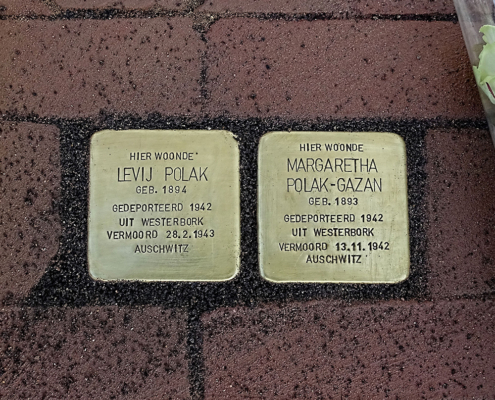 HIER WOONDE
LEVIJ POLAK
GEB. 1894
GEDEPORTEERD 1942
UIT WESTERBORK
VERMOORD 28.2.1943
AUSCHWITZ
HIER WOONDE
MARGARETHA
POLAK-GAZAN
GEB. 1893
GEDEPORTEERD 1942
UIT WESTERBORK
VERMOORD 13.11.1942
AUSCHWITZ